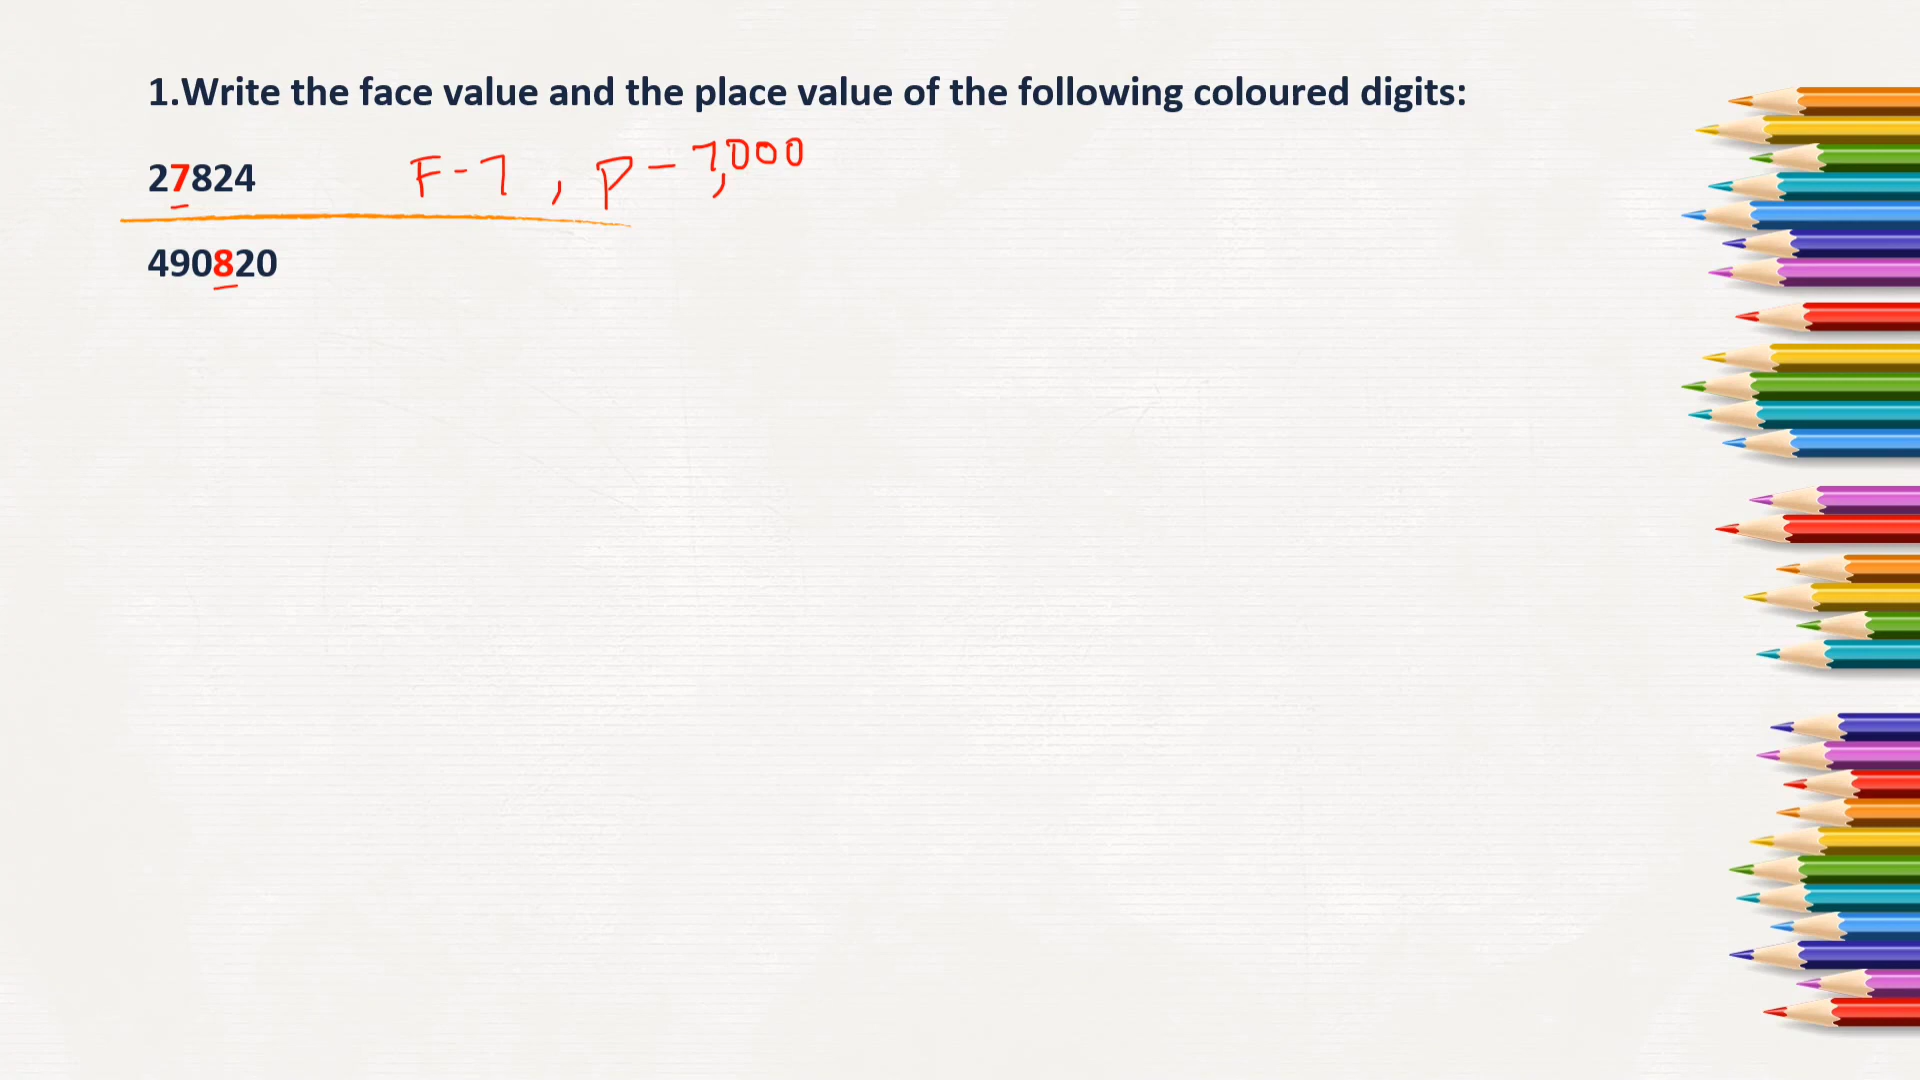 1.Write the face value and the place value of the following coloured digits:
27824 F - 7 , P - 7,000
490820